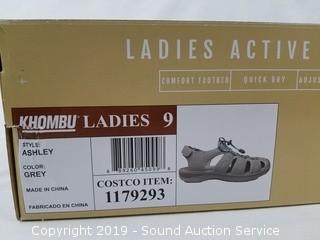 LADIES ACTIVE
COMFORT FOOTBED QUICK DRY
KHOMBU LADIES 9
STYLE:
ASHLEY
COLOR:
GREY
MADE IN CHINA
FABRICADO EN CHINA
COSTCO ITEM:
1179293
Copyright 2019 - Sound Auction Service